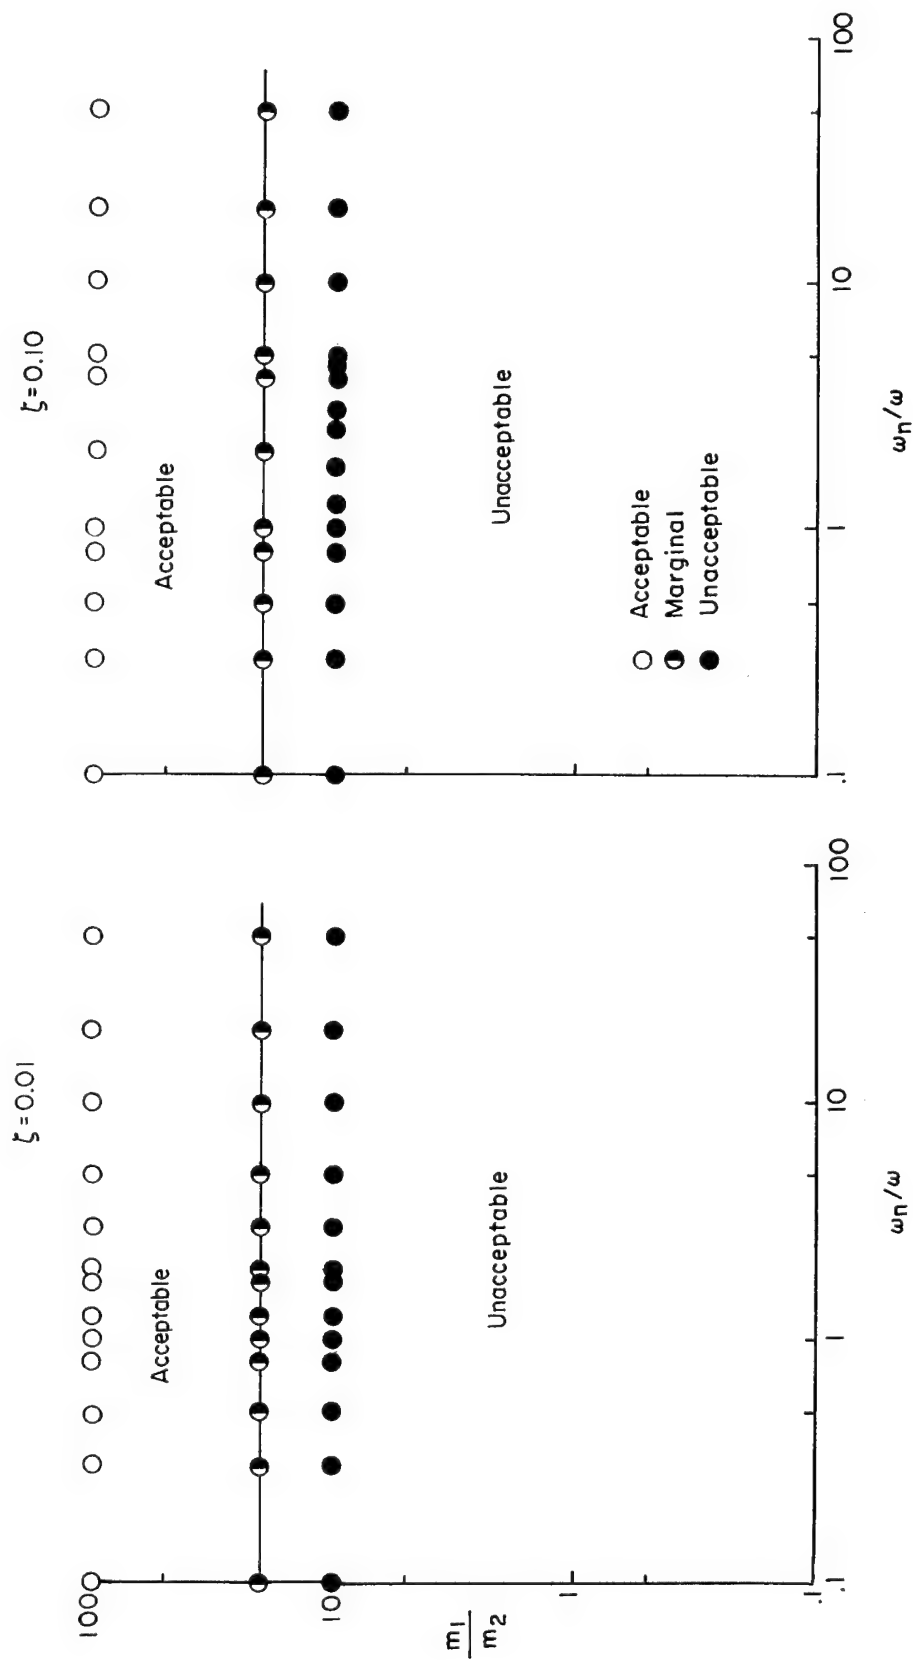 ζ = 0.01
ζ = 0.10
100
Acceptable
Acceptable
10
m1
m2
Unacceptable
Unacceptable
1
Acceptable
Marginal
Unacceptable
.1
.1
1
10
100
.1
1
10
100
ωn/ω
ωn/ω